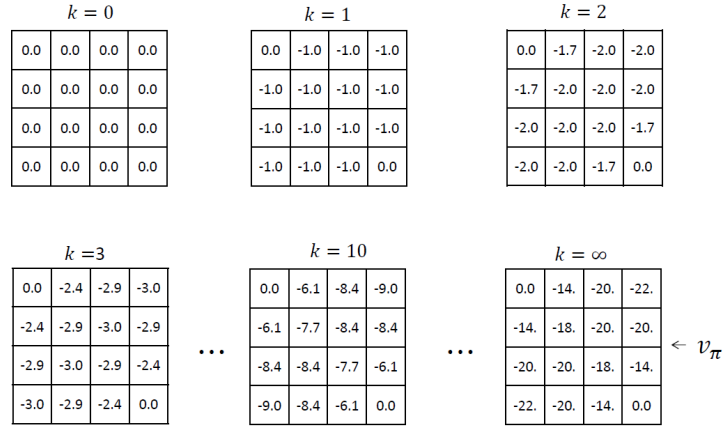 k = 0
k = 1
k = 2
0.0 0.0 0.0 0.0
0.0 0.0 0.0 0.0
0.0 0.0 0.0 0.0
0.0 0.0 0.0 0.0
0.0 -1.0 -1.0 -1.0
-1.0 -1.0 -1.0 -1.0
-1.0 -1.0 -1.0 -1.0
-1.0 -1.0 -1.0 0.0
0.0 -1.7 -2.0 -2.0
-1.7 -2.0 -2.0 -2.0
-2.0 -2.0 -2.0 -1.7
-2.0 -2.0 -1.7 0.0
k =3
k = 10
k = ∞
0.0 -2.4 -2.9 -3.0
-2.4 -2.9 -3.0 -2.9
-2.9 -3.0 -2.9 -2.4
-3.0 -2.9 -2.4 0.0
...
0.0 -6.1 -8.4 -9.0
-6.1 -7.7 -8.4 -8.4
-8.4 -8.4 -7.7 -6.1
-9.0 -8.4 -6.1 0.0
...
0.0 -14. -20. -22.
-14. -18. -20. -20.
-20. -20. -18. -14.
-22. -20. -14. 0.0
← vπ